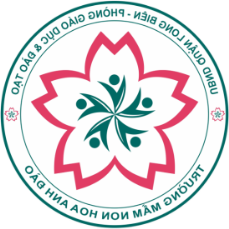 UBND QUẬN LONG BIÊN - PHÒNG GIÁO DỤC & ĐÀO TẠO
TRƯỜNG MẦM NON HOA ANH ĐÀO